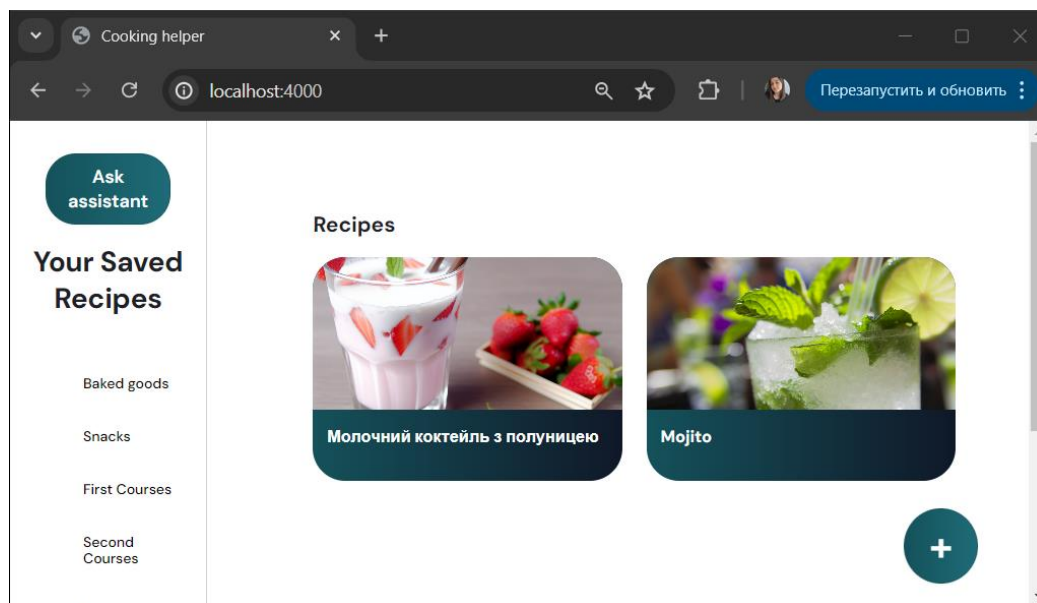 Cooking helper
localhost:4000
Перезапустить и обновить
Ask
assistant
Your Saved
Recipes
Baked goods
Snacks
First Courses
Second
Courses
Recipes
Молочний коктейль з полуницею
Mojito
+